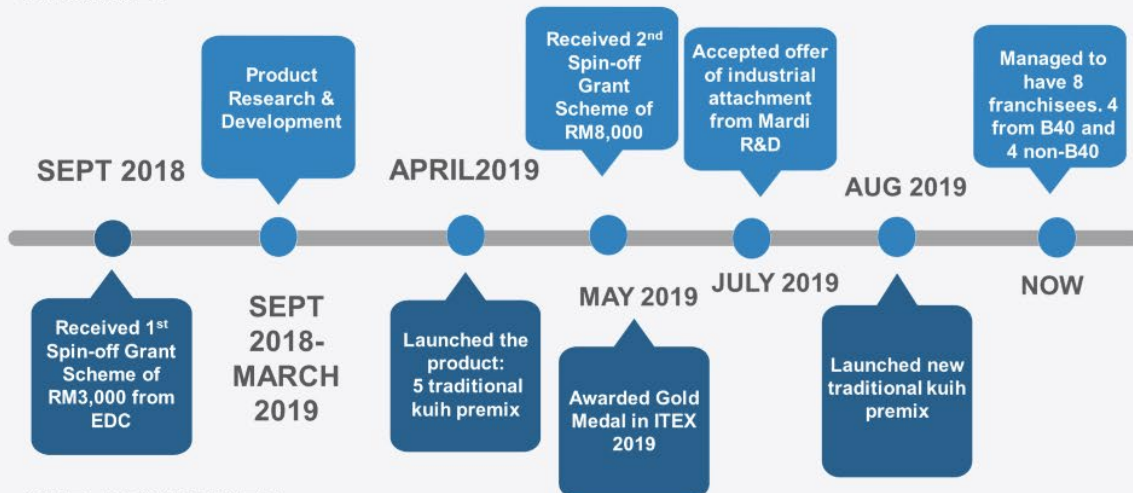 SEPT 2018
Received 1st
Spin-off Grant
Scheme of
RM3,000 from
EDC
Product
Research &
Development
SEPT
2018-
MARCH
2019
APRIL2019
Launched the
product:
5 traditional
kuih premix
Received 2nd
Spin-off
Grant
Scheme of
RM8,000
MAY 2019
Awarded Gold
Medal in ITEX
2019
Accepted offer
of industrial
attachment
from Mardi
R&D
JULY 2019
AUG 2019
Launched new
traditional kuih
premix
Managed to
have 8
franchisees. 4
from B40 and
4 non-B40
NOW